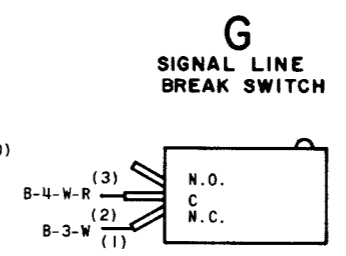 G
SIGNAL LINE
BREAK SWITCH
)
(3) N.O.
B-4-W-R C
(2) N.C.
B-3-W
(1)